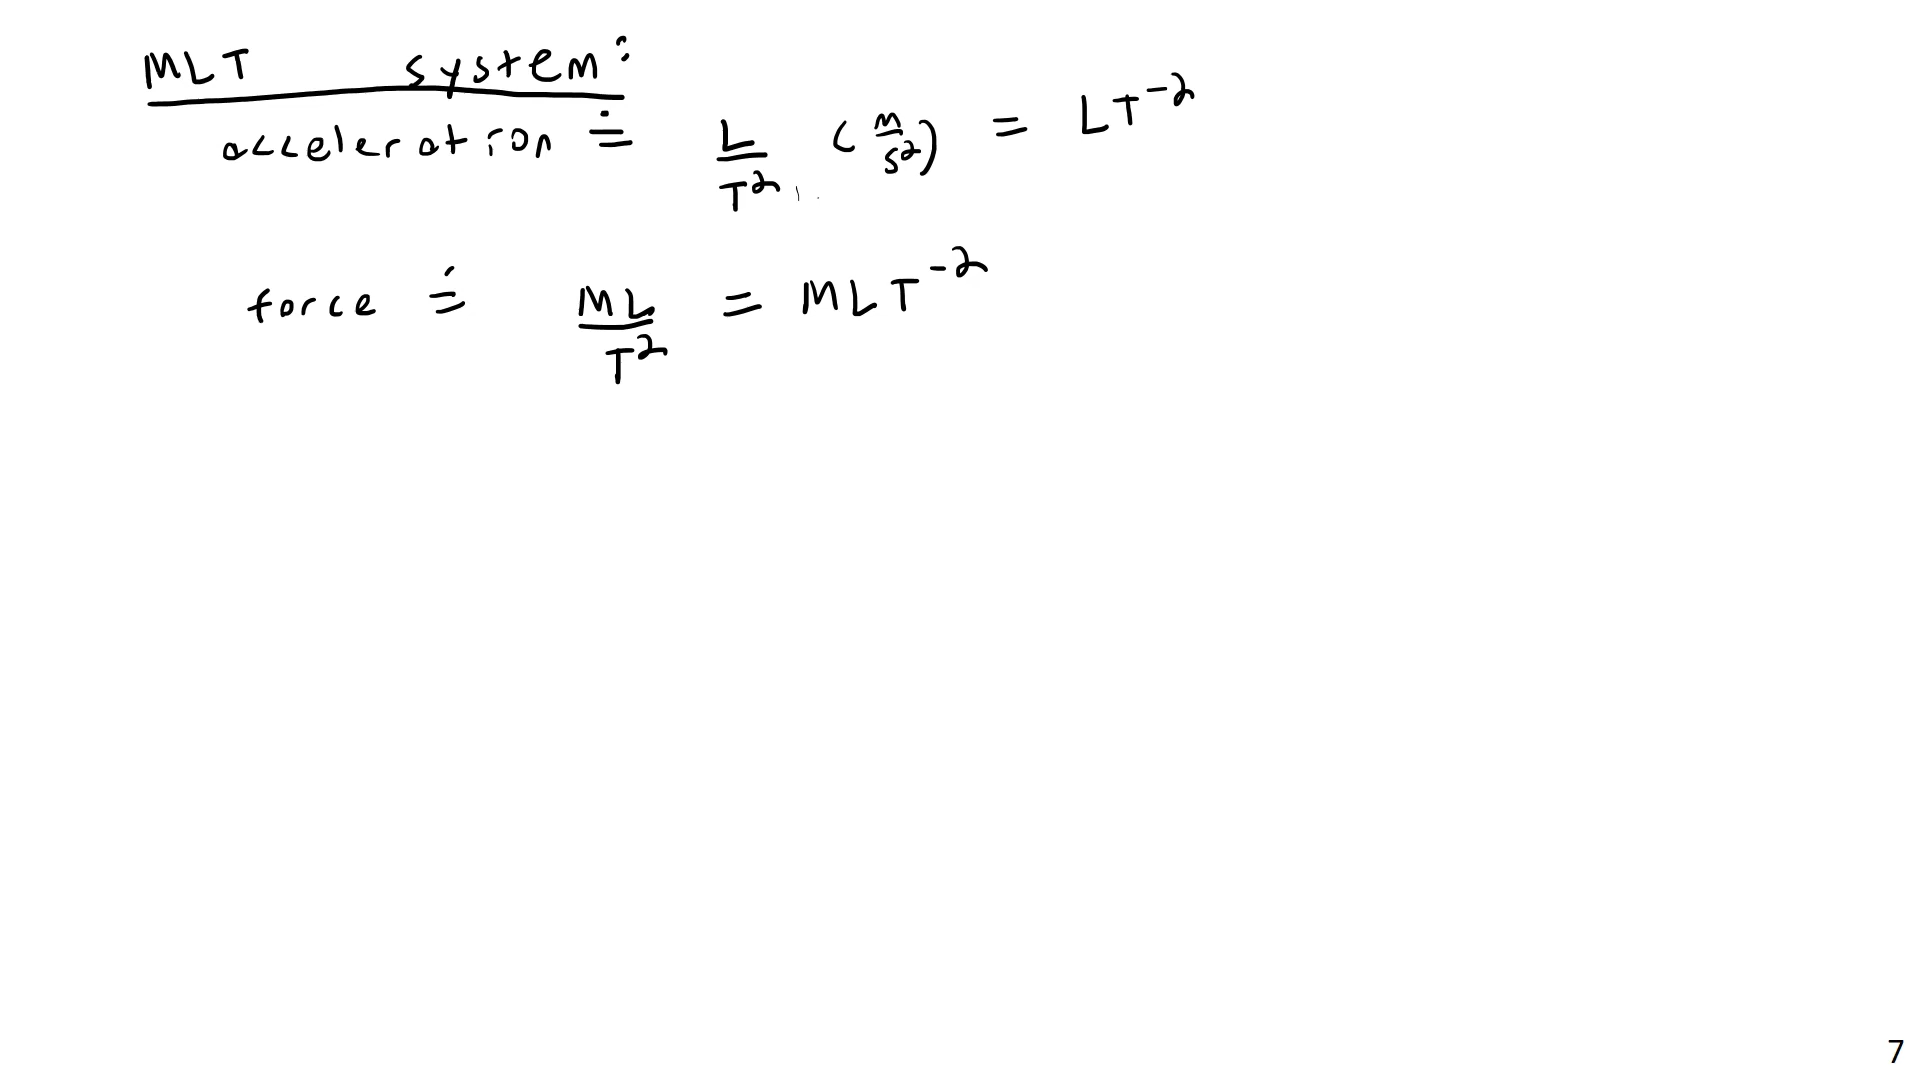 MLT system:
acceleration ≐ L/T² (m/s²) = LT⁻²
force ≐ ML/T² = MLT⁻²
7